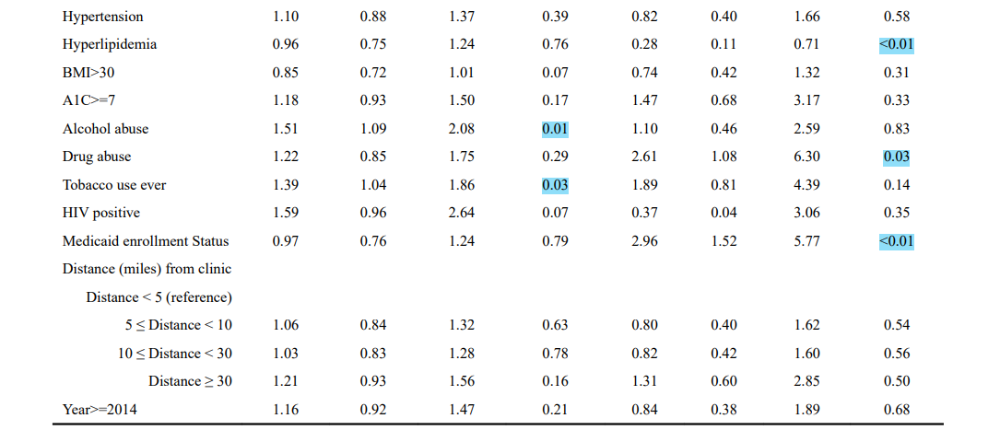 Hypertension 1.10 0.88 1.37 0.39 0.82 0.40 1.66 0.58
Hyperlipidemia 0.96 0.75 1.24 0.76 0.28 0.11 0.71 <0.01
BMI>30 0.85 0.72 1.01 0.07 0.74 0.42 1.32 0.31
A1C>=7 1.18 0.93 1.50 0.17 1.47 0.68 3.17 0.33
Alcohol abuse 1.51 1.09 2.08 0.01 1.10 0.46 2.59 0.83
Drug abuse 1.22 0.85 1.75 0.29 2.61 1.08 6.30 0.03
Tobacco use ever 1.39 1.04 1.86 0.03 1.89 0.81 4.39 0.14
HIV positive 1.59 0.96 2.64 0.07 0.37 0.04 3.06 0.35
Medicaid enrollment Status 0.97 0.76 1.24 0.79 2.96 1.52 5.77 <0.01
Distance (miles) from clinic
Distance < 5 (reference)
5 ≤ Distance < 10 1.06 0.84 1.32 0.63 0.80 0.40 1.62 0.54
10 ≤ Distance < 30 1.03 0.83 1.28 0.78 0.82 0.42 1.60 0.56
Distance ≥ 30 1.21 0.93 1.56 0.16 1.31 0.60 2.85 0.50
Year>=2014 1.16 0.92 1.47 0.21 0.84 0.38 1.89 0.68